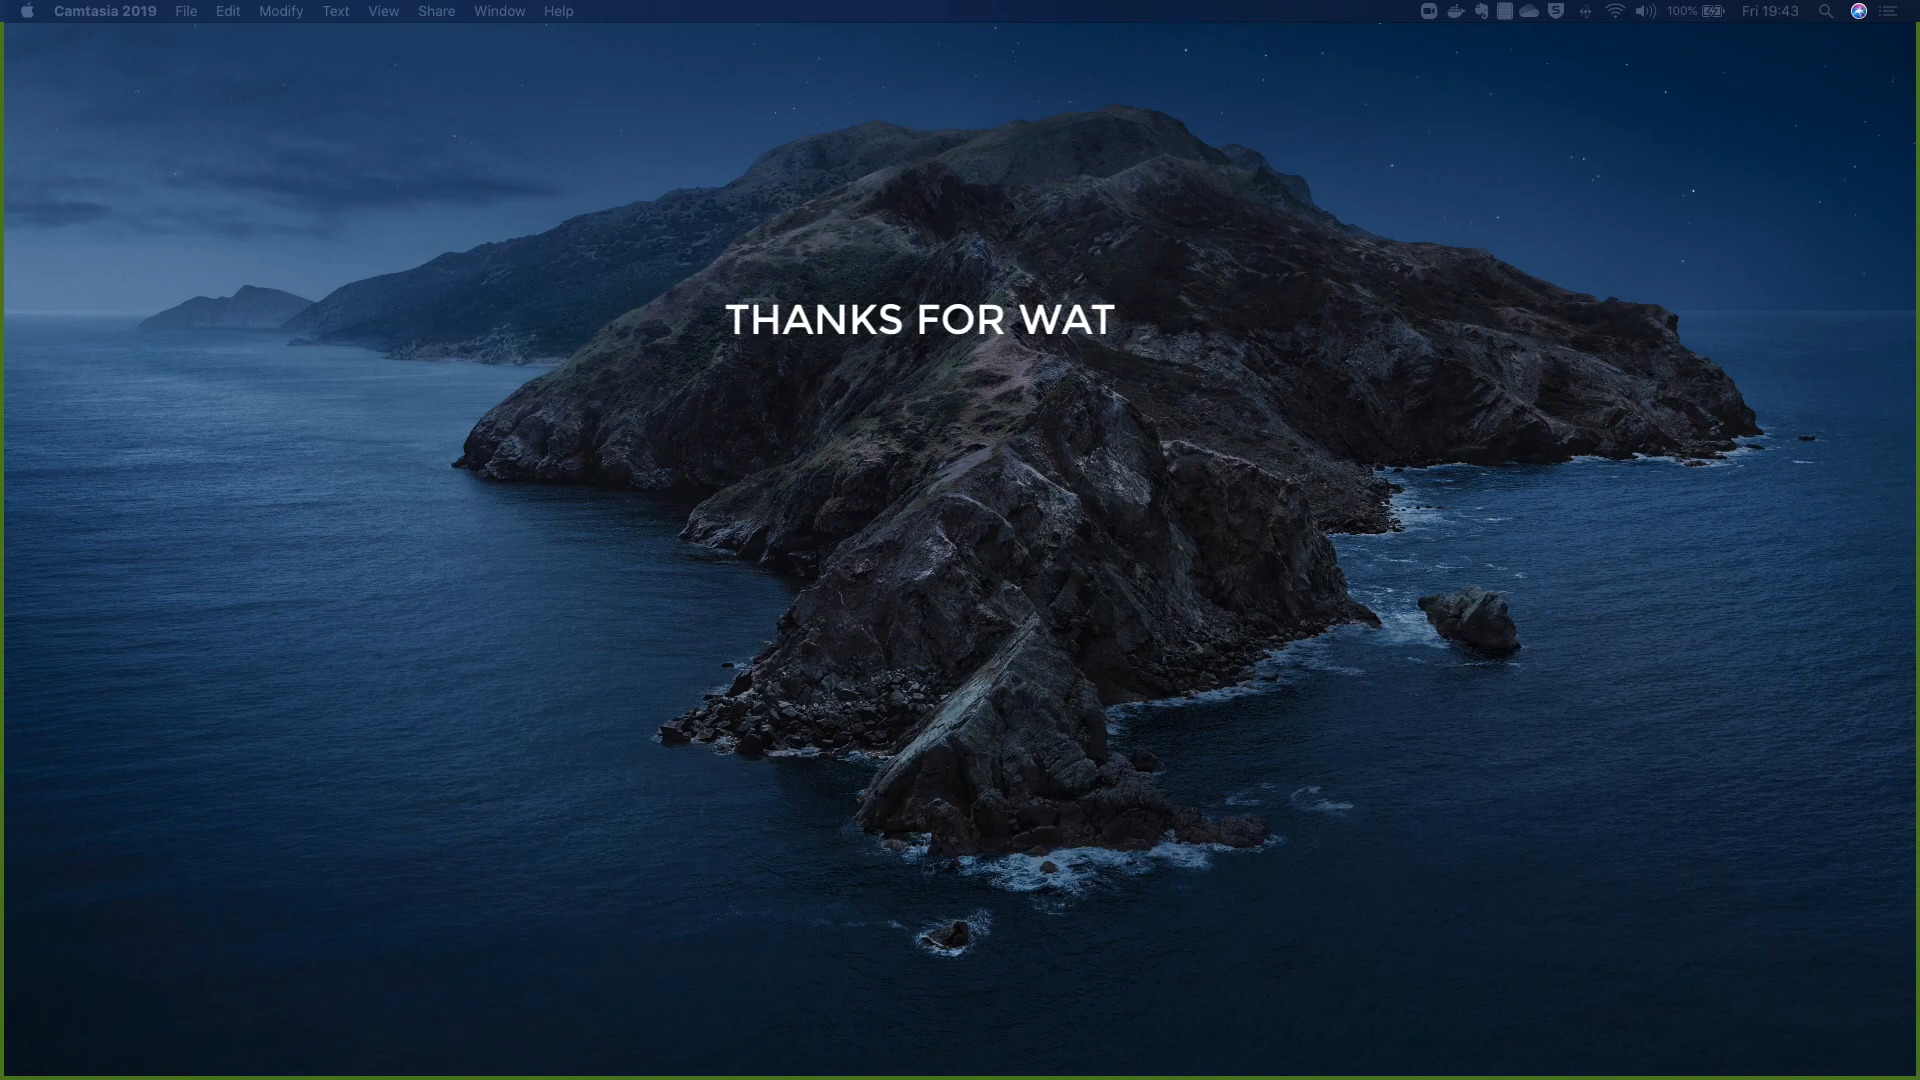 Camtasia 2019 File Edit Modify Text View Share Window Help 100% Fri 19:43
THANKS FOR WAT